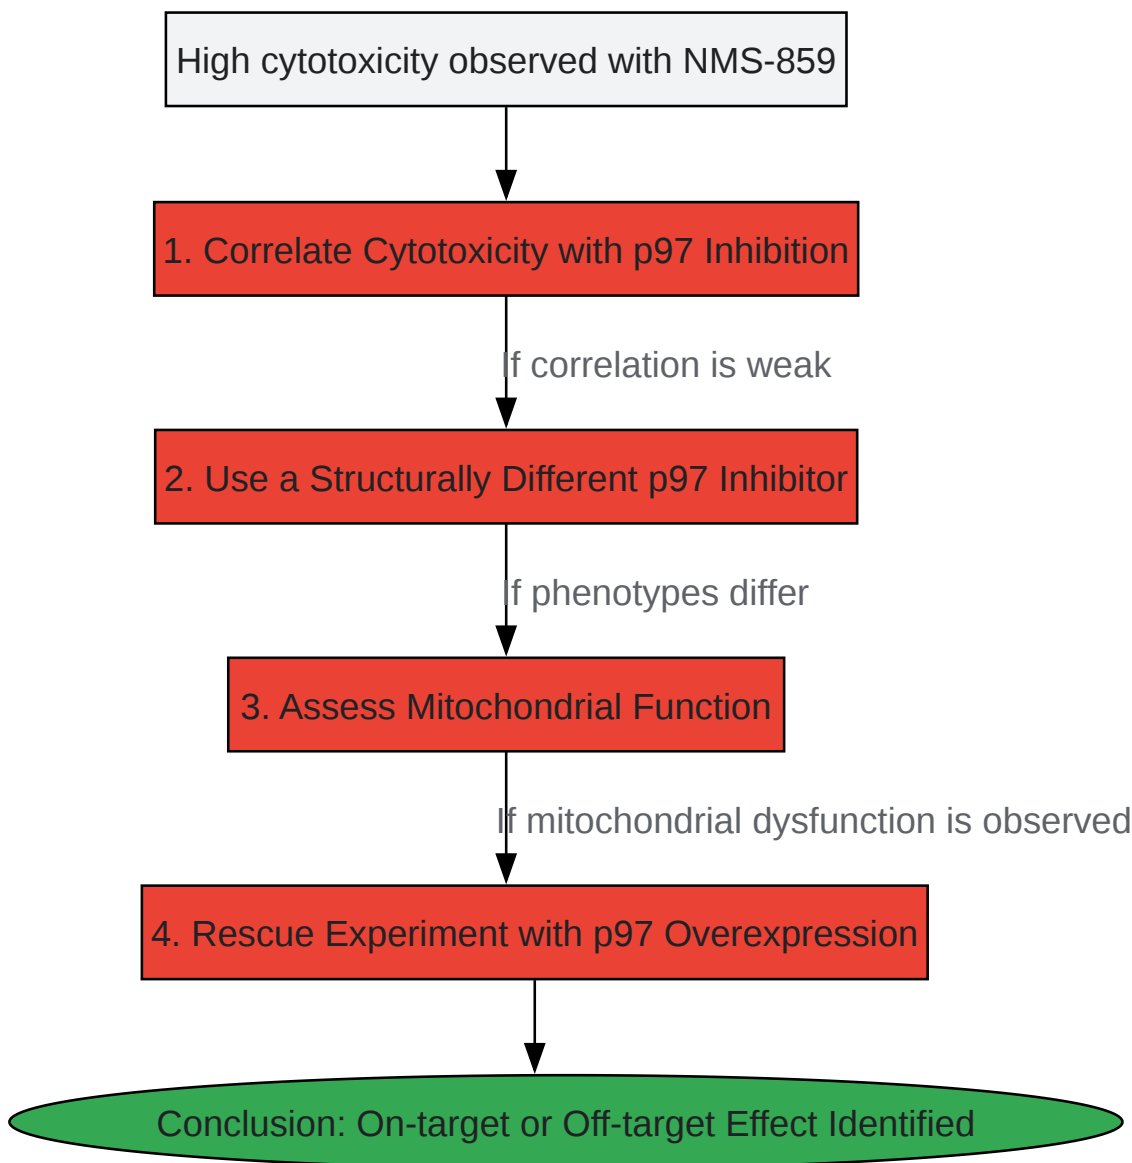 High cytotoxicity observed with NMS-859
1. Correlate Cytotoxicity with p97 Inhibition
If correlation is weak
2. Use a Structurally Different p97 Inhibitor
If phenotypes differ
3. Assess Mitochondrial Function
If mitochondrial dysfunction is observed
4. Rescue Experiment with p97 Overexpression
Conclusion: On-target or Off-target Effect Identified